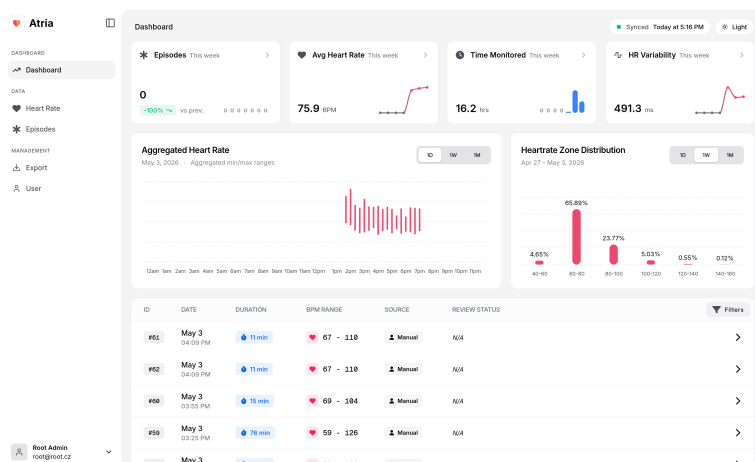 Atria
DASHBOARD
Dashboard
DATA
Heart Rate
Episodes
MANAGEMENT
Export
User
Root Admin
root@root.cz
Dashboard
Synced Today at 5:16 PM
Light
Episodes This week
0
-100% vs prev.
0 0 0 0 0 0 0
Avg Heart Rate This week
75.9 BPM
Time Monitored This week
16.2 hrs
0 0 0 0
HR Variability This week
491.3 ms
Aggregated Heart Rate
May 3, 2026 · Aggregated min/max ranges
1D 1W 1M
12am 1am 2am 3am 4am 5am 6am 7am 8am 9am 10am 11am 12pm 1pm 2pm 3pm 4pm 5pm 6pm 7pm 8pm 9pm 10pm 11pm
Heartrate Zone Distribution
Apr 27 - May 3, 2026
1D 1W 1M
4.65% 65.89% 23.77% 5.03% 0.55% 0.12%
40-60 60-80 80-100 100-120 120-140 140-160
ID DATE DURATION BPM RANGE SOURCE REVIEW STATUS Filters
#61 May 3 11 min 67 - 110 Manual N/A
04:09 PM
#62 May 3 11 min 67 - 110 Manual N/A
04:09 PM
#60 May 3 15 min 69 - 104 Manual N/A
03:55 PM
#59 May 3 76 min 59 - 126 Manual N/A
03:25 PM
May 3